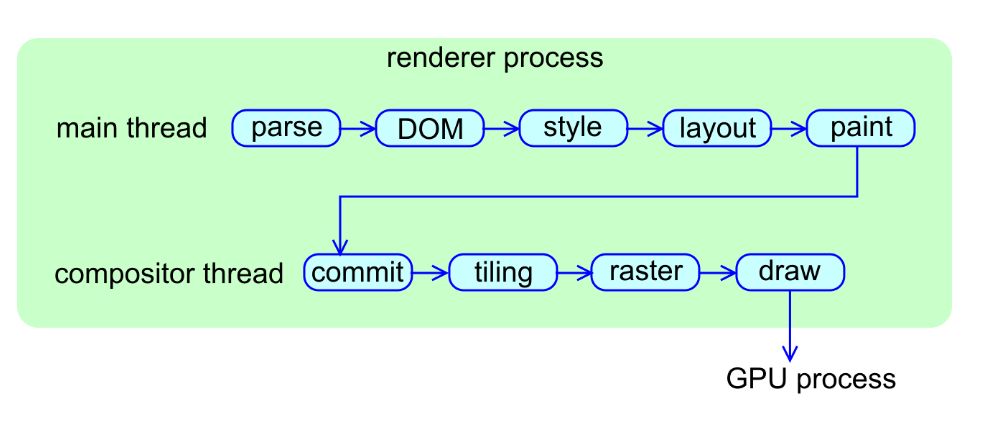 renderer process
main thread
parse
DOM
style
layout
paint
compositor thread
commit
tiling
raster
draw
GPU process